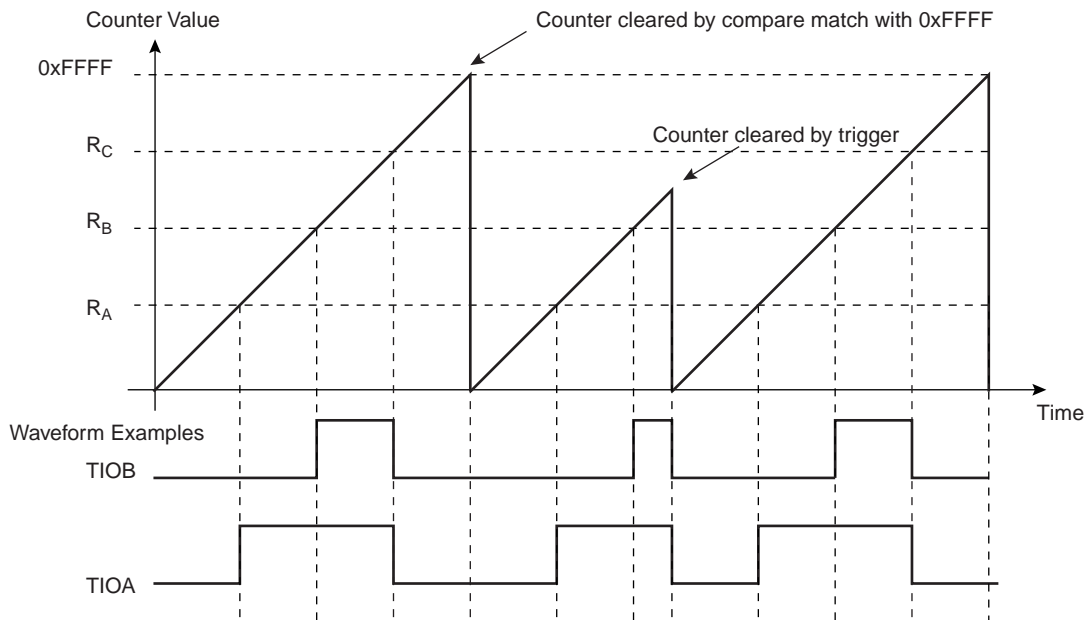 Counter Value
Counter cleared by compare match with 0xFFFF
0xFFFF
Counter cleared by trigger
RC
RB
RA
Time
Waveform Examples
TIOB
TIOA